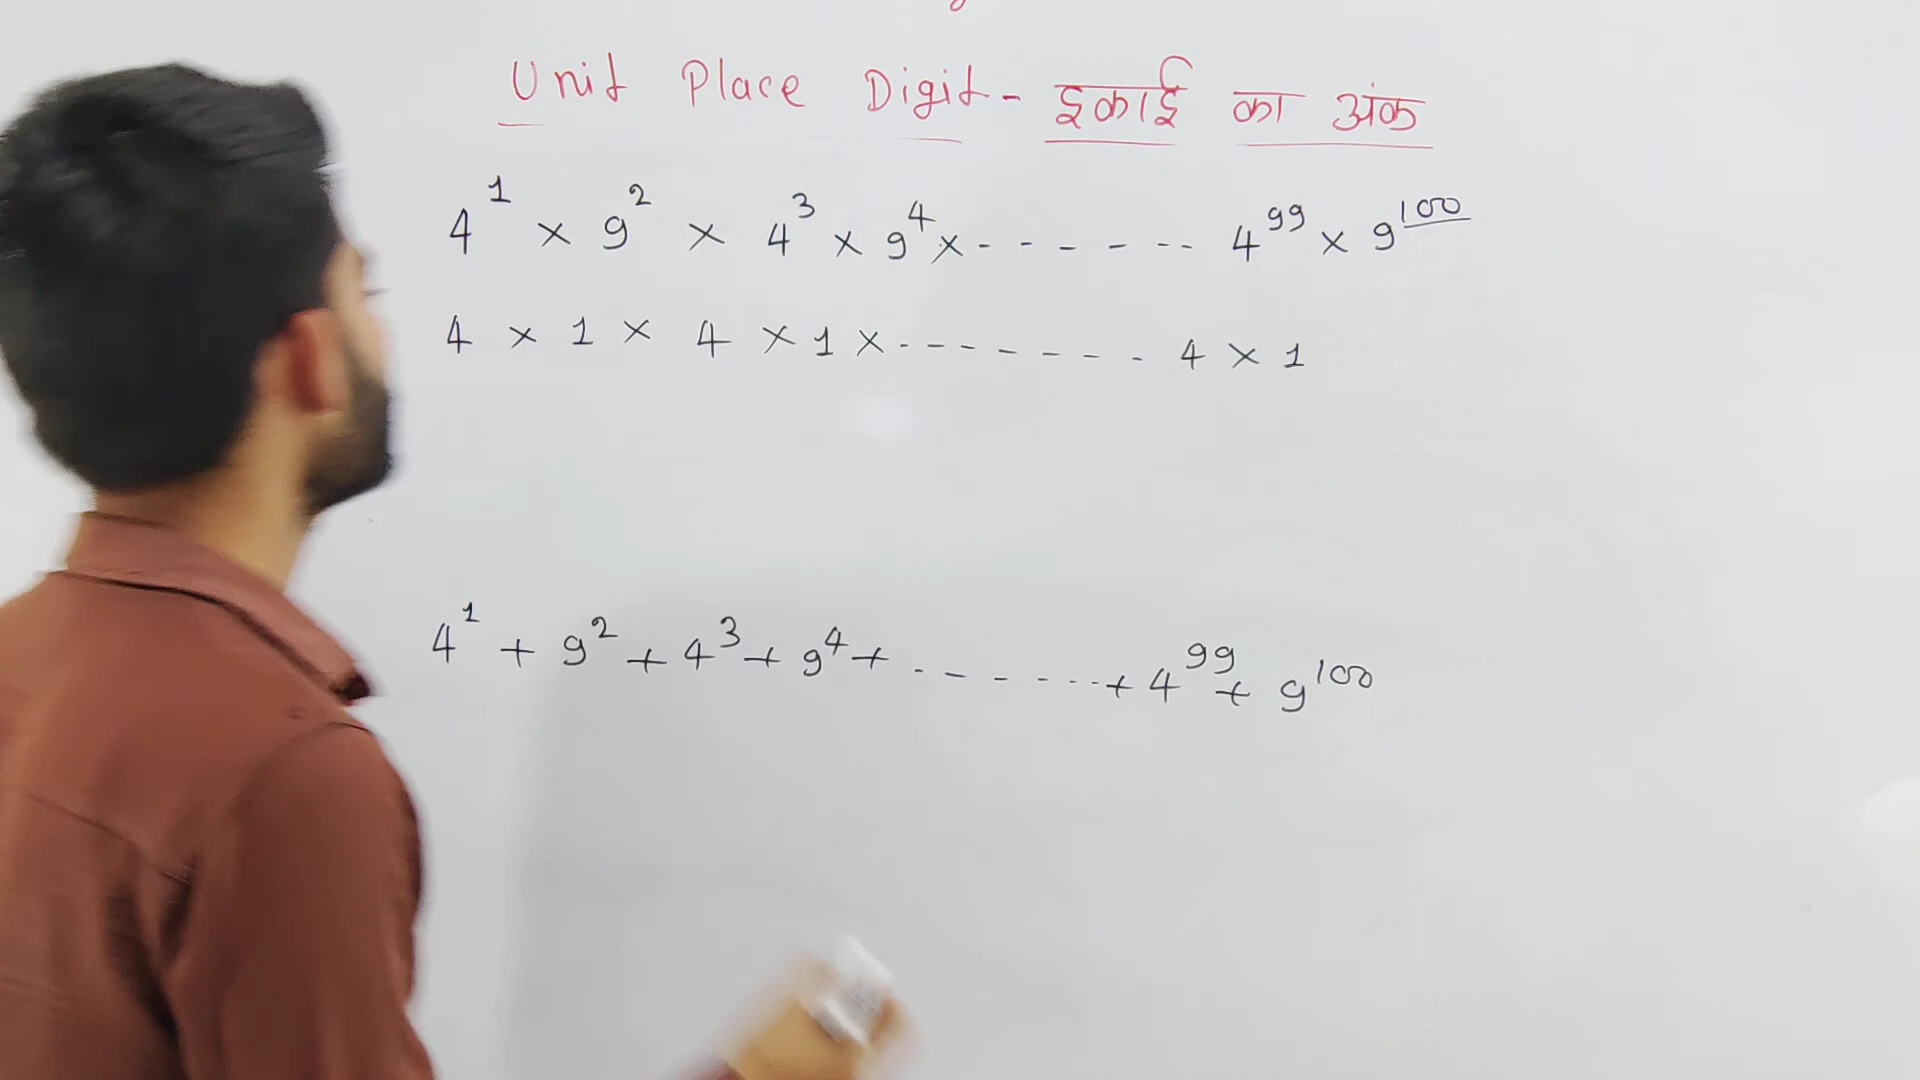 Unit Place Digit - इकाई का अंक
4¹ × 9² × 4³ × 9⁴ × - - - - - - - 4⁹⁹ × 9¹⁰⁰
4 × 1 × 4 × 1 × - - - - - - - - 4 × 1
4¹ + 9² + 4³ + 9⁴ + - - - - - - - + 4⁹⁹ + 9¹⁰⁰